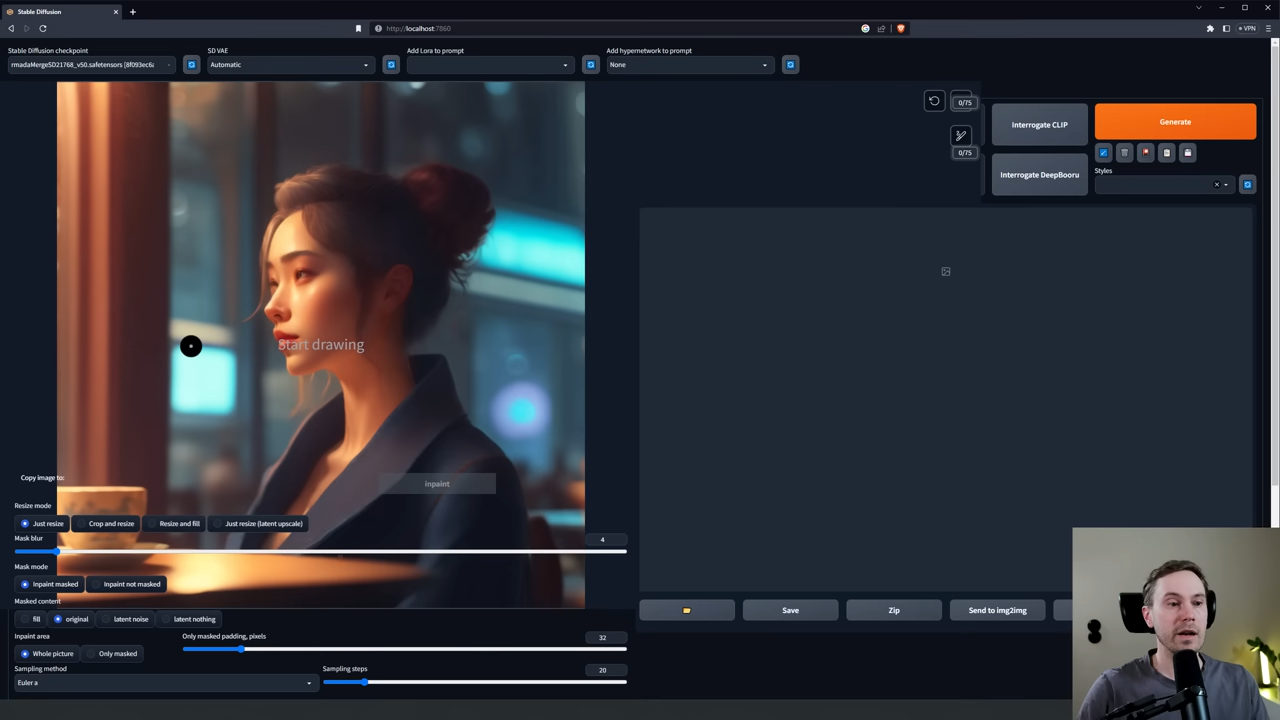 Stable Diffusion
http://localhost:7860
VPN
Stable Diffusion checkpoint
SD VAE
Add Lora to prompt
Add hypernetwork to prompt
rmadaMergeSD21768_v50.safetensors [8f093ec6
Automatic
None
0/75
0/75
Interrogate CLIP
Generate
Interrogate DeepBooru
Styles
Start drawing
Copy image to:
inpaint
Resize mode
Just resize
Crop and resize
Resize and fill
Just resize (latent upscale)
Mask blur
4
Mask mode
Inpaint masked
Inpaint not masked
Masked content
fill
original
latent noise
latent nothing
Inpaint area
Only masked padding, pixels
32
Whole picture
Only masked
Sampling method
Sampling steps
20
Euler a
Save
Zip
Send to img2img